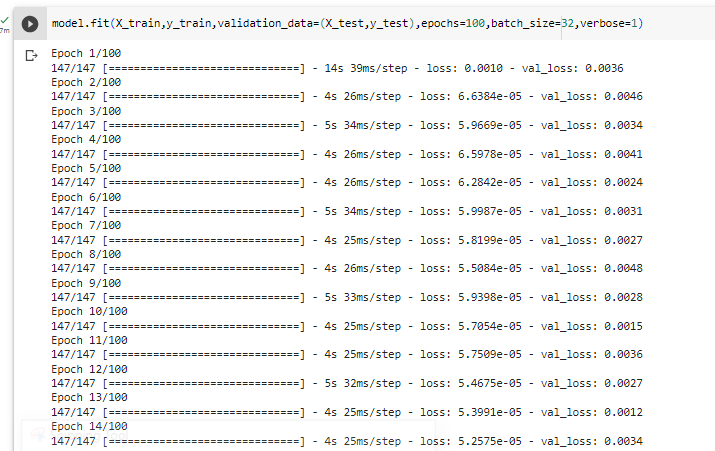 model.fit(X_train,y_train,validation_data=(X_test,y_test),epochs=100,batch_size=32,verbose=1)
7m
Epoch 1/100
147/147 [==============================] - 14s 39ms/step - loss: 0.0010 - val_loss: 0.0036
Epoch 2/100
147/147 [==============================] - 4s 26ms/step - loss: 6.6384e-05 - val_loss: 0.0046
Epoch 3/100
147/147 [==============================] - 5s 34ms/step - loss: 5.9669e-05 - val_loss: 0.0034
Epoch 4/100
147/147 [==============================] - 4s 26ms/step - loss: 6.5978e-05 - val_loss: 0.0041
Epoch 5/100
147/147 [==============================] - 4s 26ms/step - loss: 6.2842e-05 - val_loss: 0.0024
Epoch 6/100
147/147 [==============================] - 5s 34ms/step - loss: 5.9987e-05 - val_loss: 0.0031
Epoch 7/100
147/147 [==============================] - 4s 25ms/step - loss: 5.8199e-05 - val_loss: 0.0027
Epoch 8/100
147/147 [==============================] - 4s 26ms/step - loss: 5.5084e-05 - val_loss: 0.0048
Epoch 9/100
147/147 [==============================] - 5s 33ms/step - loss: 5.9398e-05 - val_loss: 0.0028
Epoch 10/100
147/147 [==============================] - 4s 25ms/step - loss: 5.7054e-05 - val_loss: 0.0015
Epoch 11/100
147/147 [==============================] - 4s 25ms/step - loss: 5.7509e-05 - val_loss: 0.0036
Epoch 12/100
147/147 [==============================] - 5s 32ms/step - loss: 5.4675e-05 - val_loss: 0.0027
Epoch 13/100
147/147 [==============================] - 4s 25ms/step - loss: 5.3991e-05 - val_loss: 0.0012
Epoch 14/100
147/147 [==============================] - 4s 25ms/step - loss: 5.2575e-05 - val_loss: 0.0034